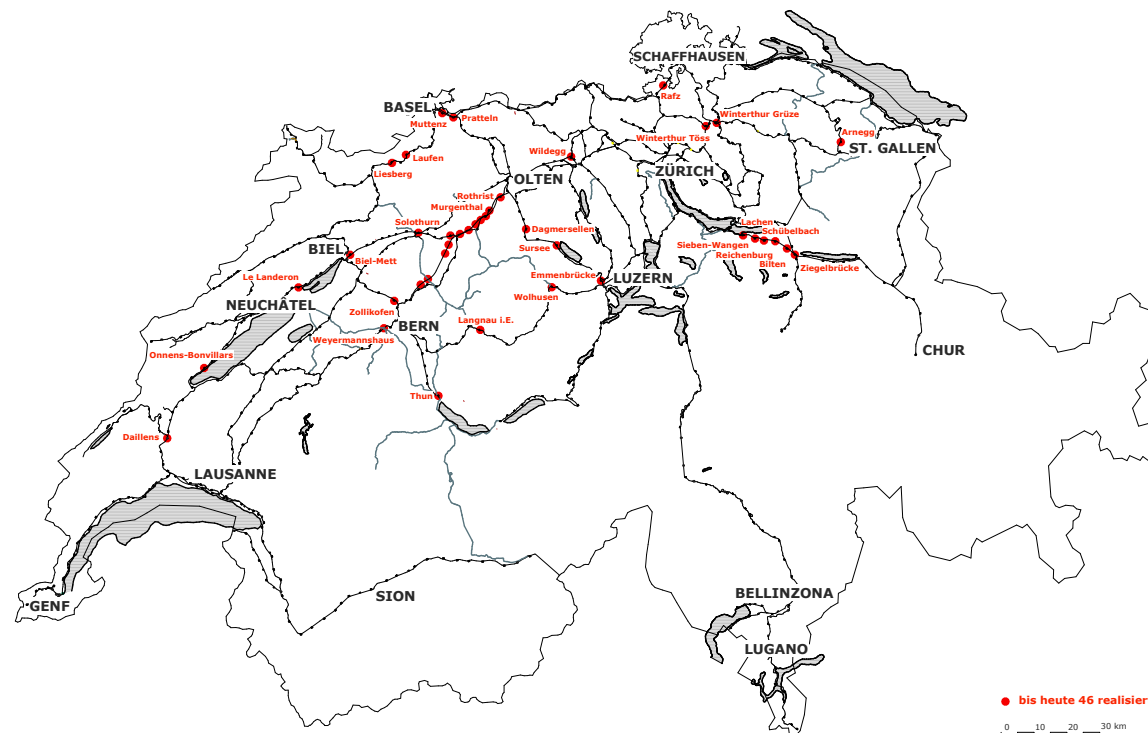 SCHAFFHAUSEN
Rafz
BASEL
Muttenz
Pratteln
Winterthur Grüze
Winterthur Töss
Arnegg
ST. GALLEN
Laufen
Liesberg
Wildegg
ZÜRICH
OLTEN
Rothrist
Murgenthal
Solothurn
Dagmersellen
Sursee
Lachen
Schübelbach
Sieben-Wangen
Reichenburg
Bilten
Ziegelbrücke
BIEL
Biel-Mett
Le Landeron
Emmenbrücke
LUZERN
Wolhusen
NEUCHÂTEL
Zollikofen
BERN
Langnau i.E.
Weyermannshaus
CHUR
Onnens-Bonvillars
Thun
Daillens
LAUSANNE
GENF
SION
BELLINZONA
LUGANO
bis heute 46 realisier
0 10 20 30 km